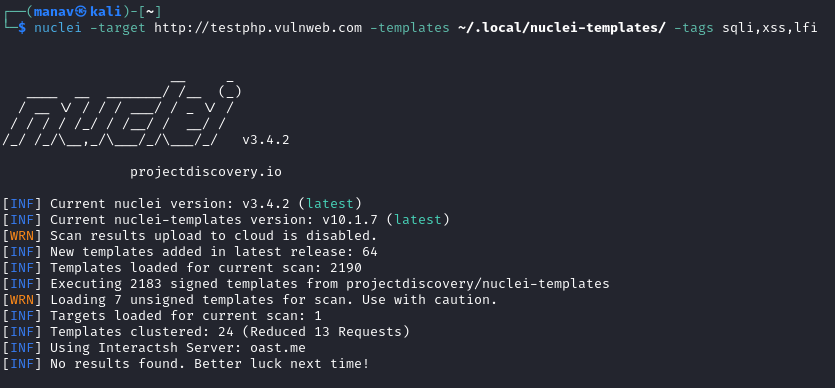 ┌──(manav㉿kali)-[~]
└─$ nuclei -target http://testphp.vulnweb.com -templates ~/.local/nuclei-templates/ -tags sqli,xss,lfi
nuclei v3.4.2
projectdiscovery.io
[INF] Current nuclei version: v3.4.2 (latest)
[INF] Current nuclei-templates version: v10.1.7 (latest)
[WRN] Scan results upload to cloud is disabled.
[INF] New templates added in latest release: 64
[INF] Templates loaded for current scan: 2190
[INF] Executing 2183 signed templates from projectdiscovery/nuclei-templates
[WRN] Loading 7 unsigned templates for scan. Use with caution.
[INF] Targets loaded for current scan: 1
[INF] Templates clustered: 24 (Reduced 13 Requests)
[INF] Using Interactsh Server: oast.me
[INF] No results found. Better luck next time!